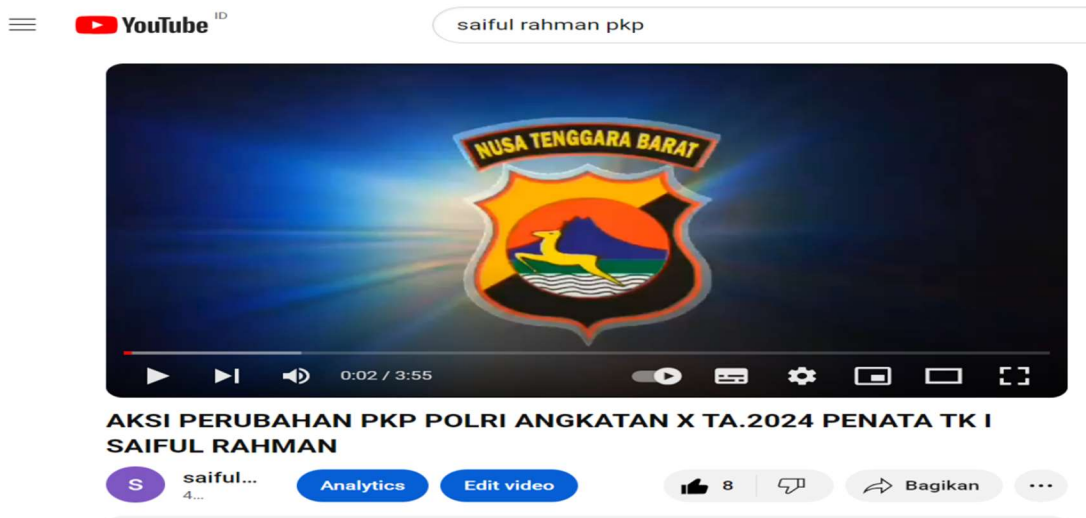 YouTube ID
saiful rahman pkp
NUSA TENGGARA BARAT
0:02 / 3:55
AKSI PERUBAHAN PKP POLRI ANGKATAN X TA.2024 PENATA TK I
SAIFUL RAHMAN
S
saiful...
4...
Analytics
Edit video
8
Bagikan